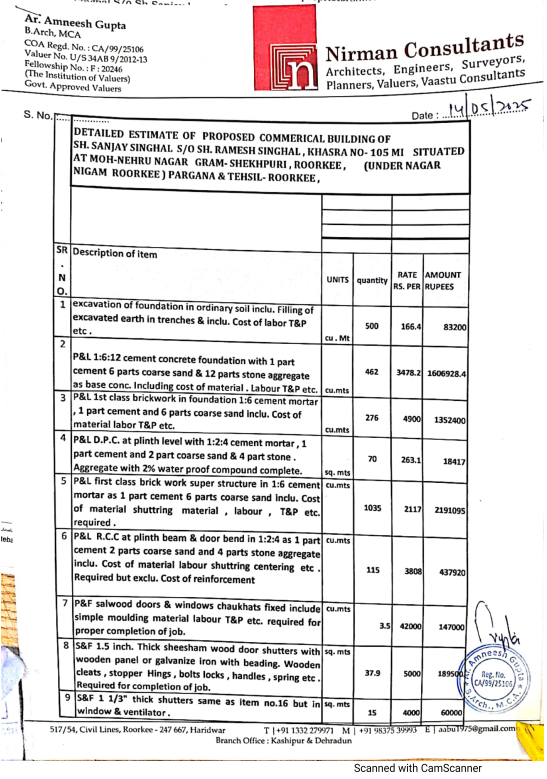 Ar. Amneesh Gupta
B.Arch, MCA
COA Regd. No. : CA/99/25106
Valuer No. U/S 34AB 9/2012-13
Fellowship No. : F : 20246
(The Institution of Valuers)
Govt. Approved Valuers
Nirman Consultants
Architects, Engineers, Surveyors,
Planners, Valuers, Vaastu Consultants
S. No.
Date : 14/05/2025
DETAILED ESTIMATE OF PROPOSED COMMERICAL BUILDING OF
SH. SANJAY SINGHAL S/O SH. RAMESH SINGHAL, KHASRA NO- 105 MI SITUATED
AT MOH-NEHRU NAGAR GRAM- SHEKHPURI, ROORKEE, (UNDER NAGAR
NIGAM ROORKEE) PARGANA & TEHSIL- ROORKEE,
SR . N O. Description of item UNITS quantity RATE RS. PER AMOUNT RUPEES
1 excavation of foundation in ordinary soil inclu. Filling of
excavated earth in trenches & inclu. Cost of labor T&P
etc . cu . Mt 500 166.4 83200
2 P&L 1:6:12 cement concrete foundation with 1 part
cement 6 parts coarse sand & 12 parts stone aggregate
as base conc. Including cost of material . Labour T&P etc. cu.mts 462 3478.2 1606928.4
3 P&L 1st class brickwork in foundation 1:6 cement mortar
, 1 part cement and 6 parts coarse sand inclu. Cost of
material labor T&P etc. cu.mts 276 4900 1352400
4 P&L D.P.C. at plinth level with 1:2:4 cement mortar , 1
part cement and 2 part coarse sand & 4 part stone .
Aggregate with 2% water proof compound complete. sq. mts 70 263.1 18417
5 P&L first class brick work super structure in 1:6 cement cu.mts
mortar as 1 part cement 6 parts coarse sand inclu. Cost
of material shuttring material , labour , T&P etc.
required . 1035 2117 2191095
6 P&L R.C.C at plinth beam & door bend in 1:2:4 as 1 part cu.mts
cement 2 parts coarse sand and 4 parts stone aggregate
inclu. Cost of material labour shuttring centering etc .
Required but exclu. Cost of reinforcement 115 3808 437920
7 P&F salwood doors & windows chaukhats fixed include cu.mts
simple moulding material labour T&P etc. required for
proper completion of job. 3.5 42000 147000
8 S&F 1.5 inch. Thick sheesham wood door shutters with sq. mts
wooden panel or galvanize iron with beading. Wooden
cleats , stopper Hings , bolts locks , handles , spring etc .
Required for completion of job. 37.9 5000 189500
9 S&F 1 1/3" thick shutters same as item no.16 but in sq. mts
window & ventilator . 15 4000 60000
Amneesh Gupta
Reg. No.
CA/99/25106
B.Arch., M.C.A.
517/54, Civil Lines, Roorkee - 247 667, Haridwar T | +91 1332 279971 M | +91 98375 39993 E | aabu1975@gmail.com
Branch Office : Kashipur & Dehradun
Scanned with CamScanner